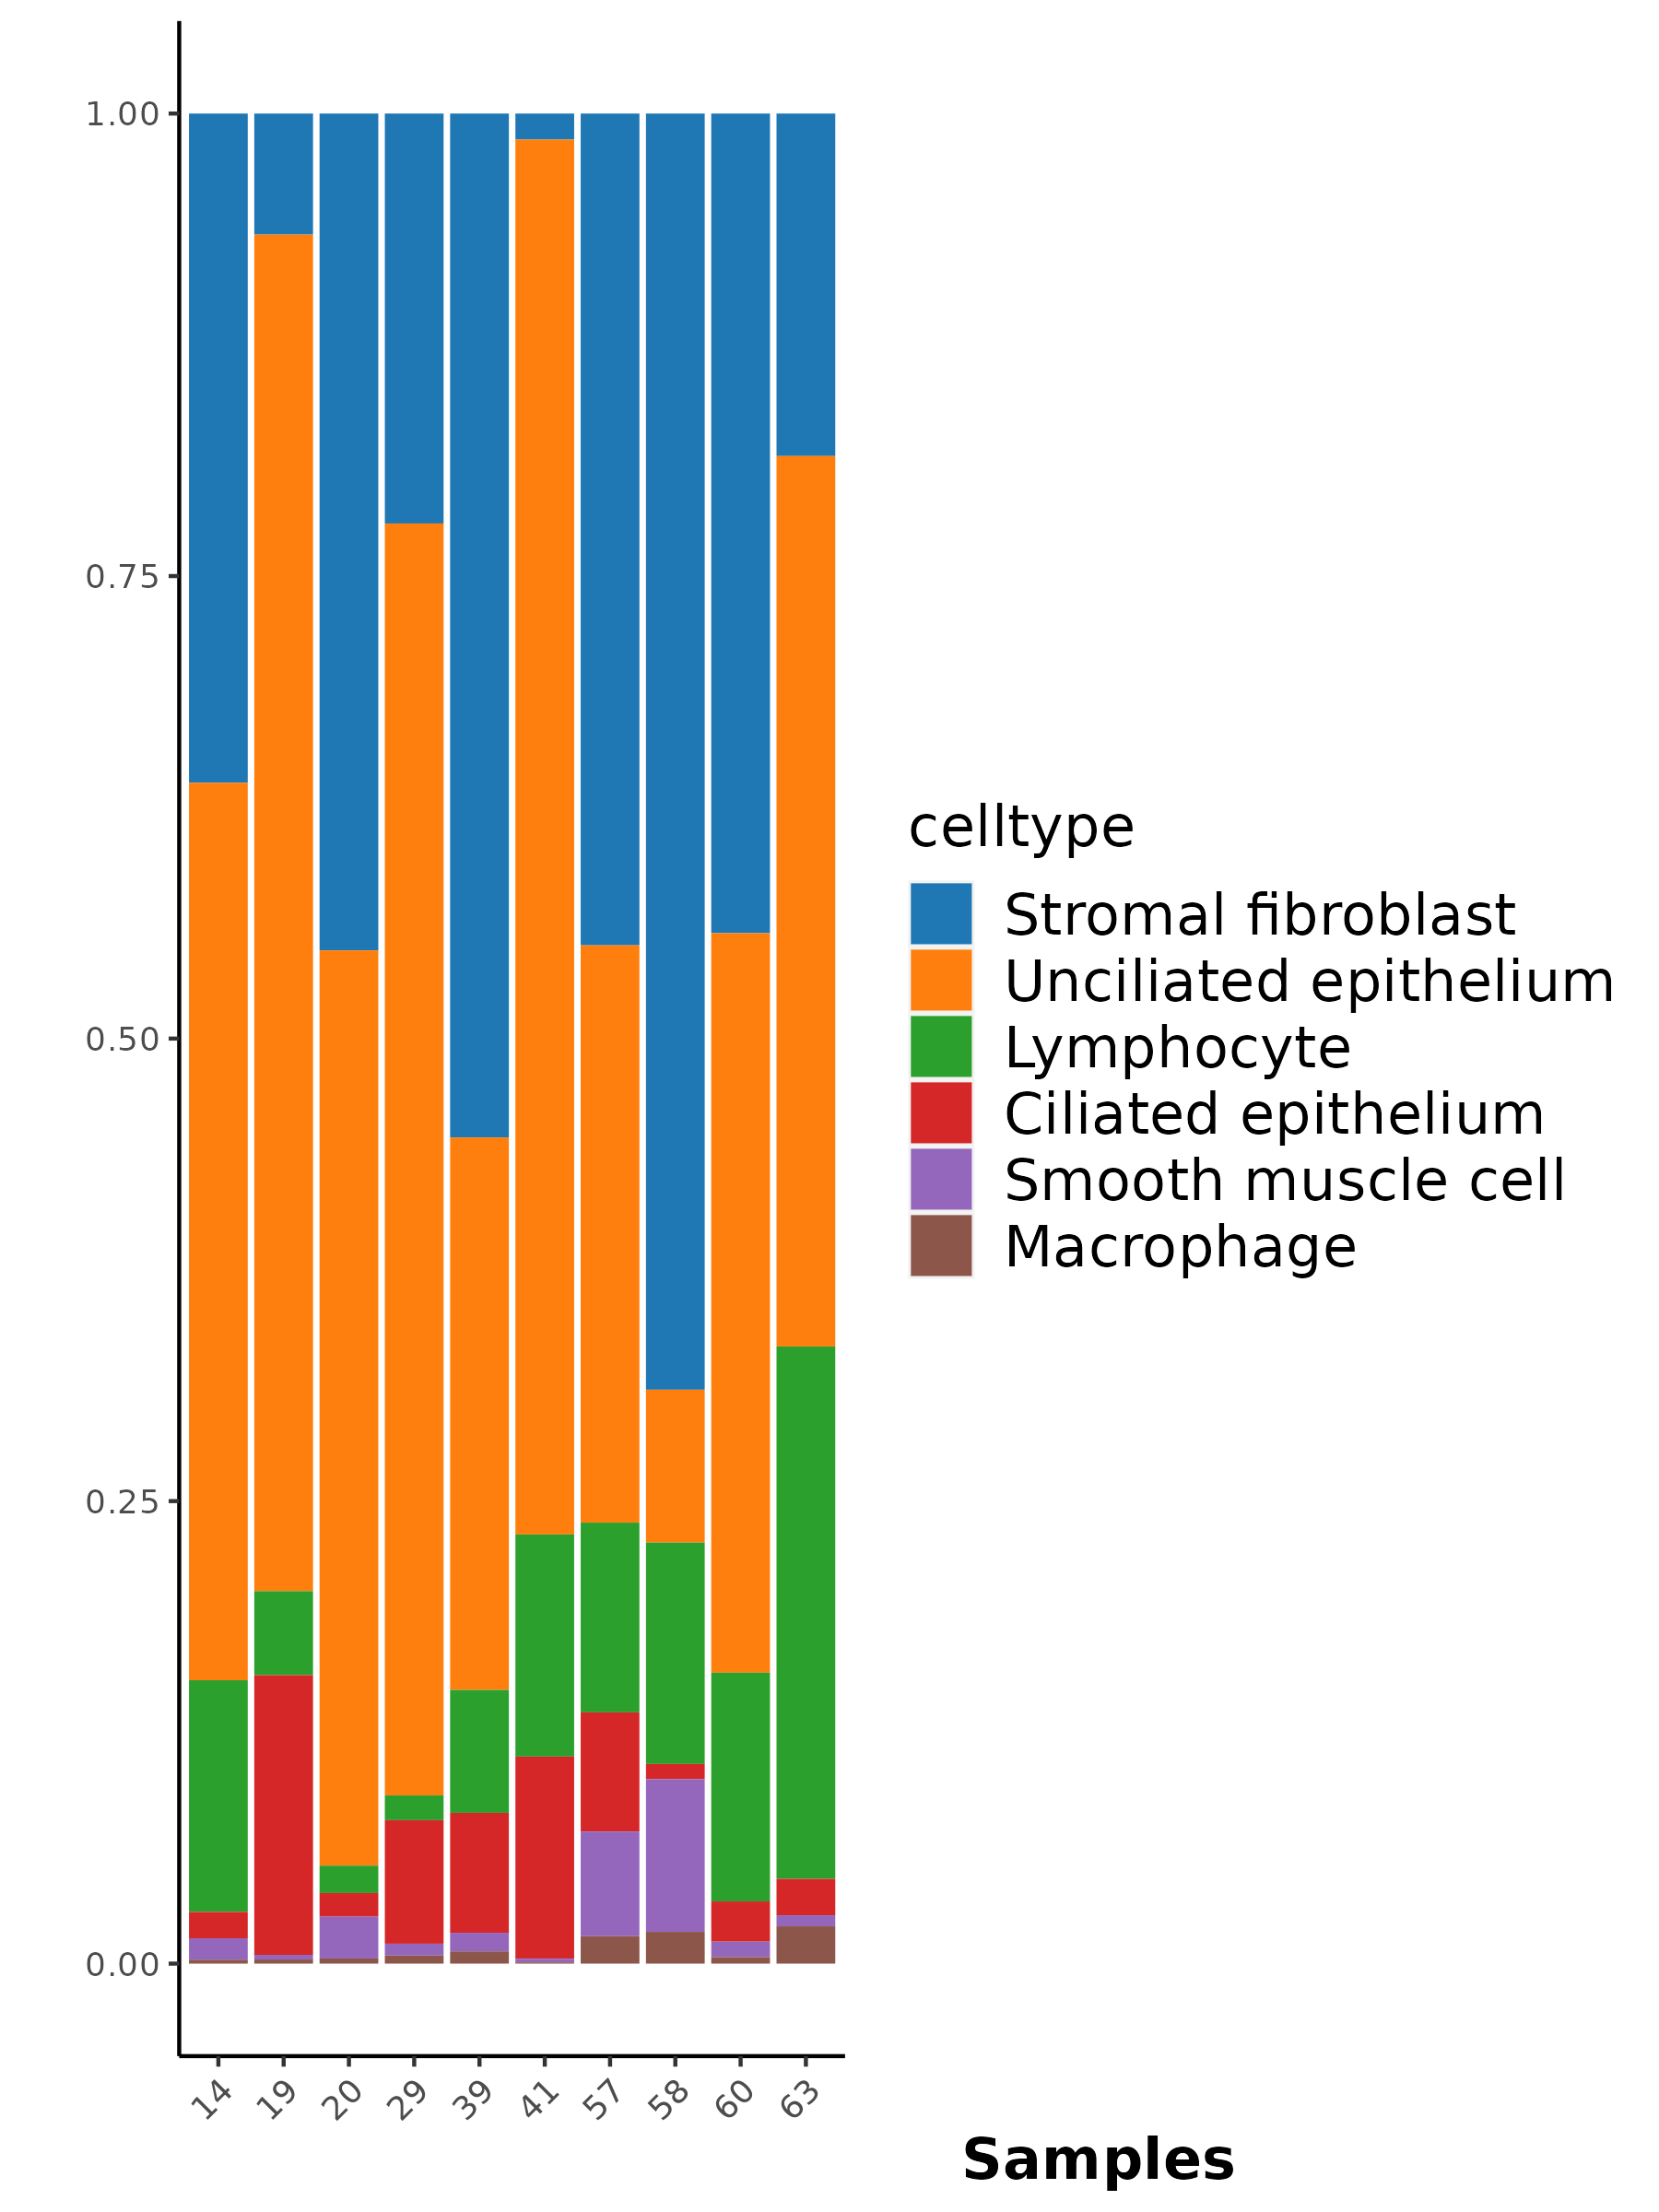 1.00
0.75
0.50
0.25
0.00
14 19 20 29 39 41 57 58 60 63
Samples
celltype
Stromal fibroblast
Unciliated epithelium
Lymphocyte
Ciliated epithelium
Smooth muscle cell
Macrophage